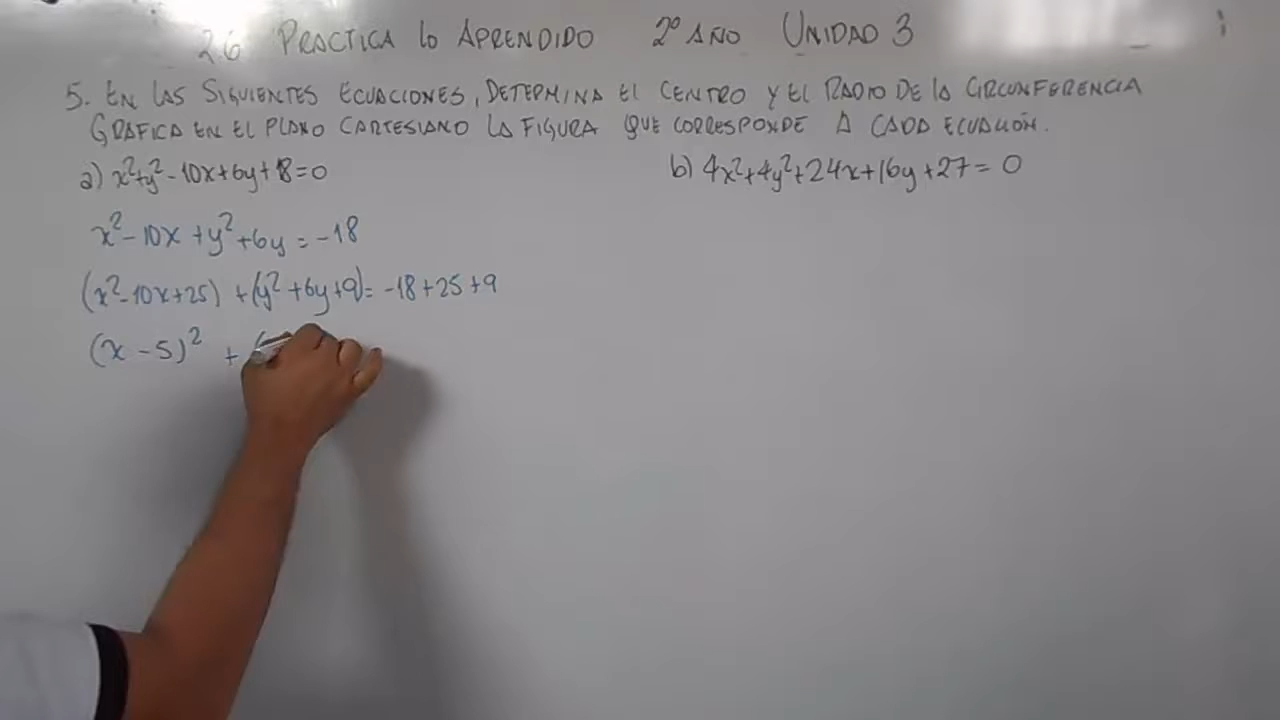 2.6 PRACTICA lo APRENDIDO 2º AÑO UNIDAD 3
5. EN LAS SIGUIENTES ECUACIONES, DETERMINA El CENTRO Y EL RADIO DE LA CIRCUNFERENCIA
GRAFICA EN EL PLANO CARTESIANO LA FIGURA QUE CORRESPONDE A CADA ECUACIÓN.
a) x²+y²-10x+6y+18=0
b) 4x²+4y²+24x+16y+27=0
x²-10x+y²+6y=-18
(x²-10x+25)+(y²+6y+9)=-18+25+9
(x-5)² + (